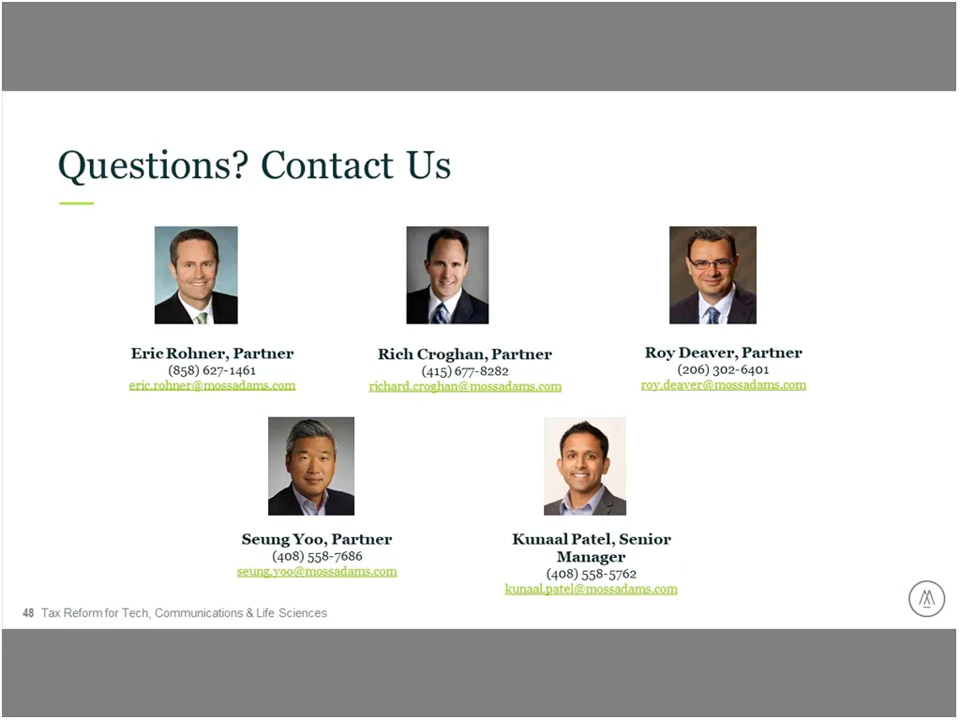 Questions? Contact Us
Eric Rohner, Partner
(858) 627-1461
eric.rohner@mossadams.com
Rich Croghan, Partner
(415) 677-8282
richard.croghan@mossadams.com
Roy Deaver, Partner
(206) 302-6401
roy.deaver@mossadams.com
Seung Yoo, Partner
(408) 558-7686
seung.yoo@mossadams.com
Kunaal Patel, Senior
Manager
(408) 558-5762
kunaal.patel@mossadams.com
48 Tax Reform for Tech, Communications & Life Sciences